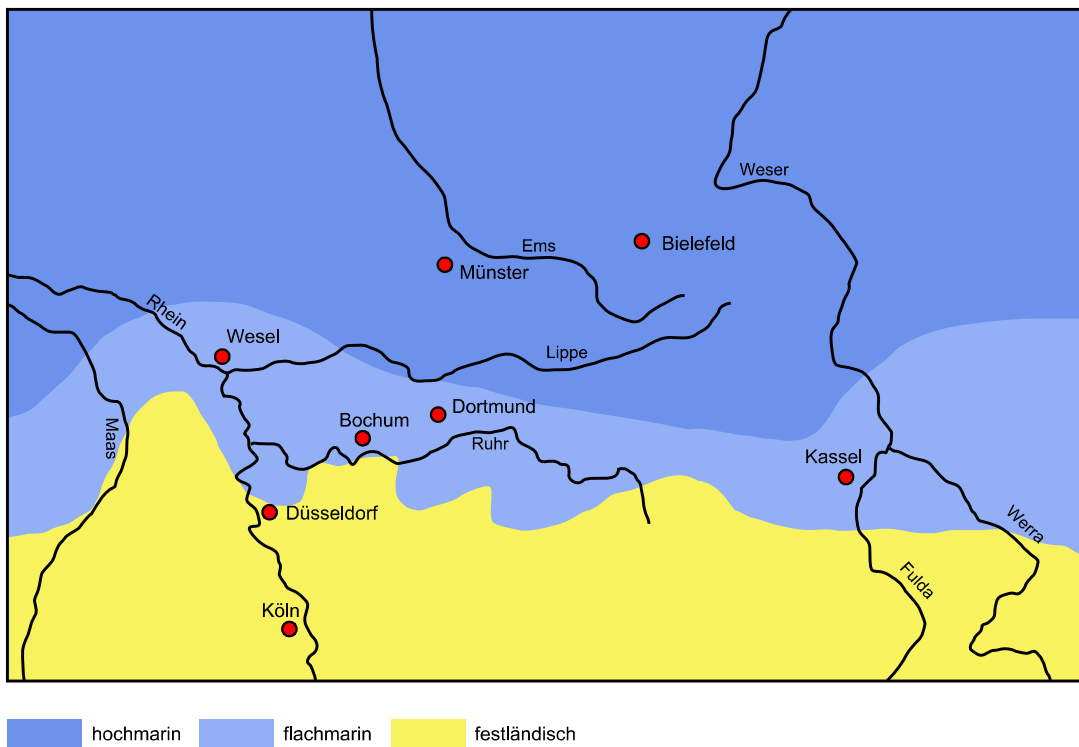 Weser
Bielefeld
Ems
Münster
Rhein
Wesel
Lippe
Dortmund
Bochum
Maas
Ruhr
Kassel
Düsseldorf
Werra
Fulda
Köln
hochmarin
flachmarin
festländisch